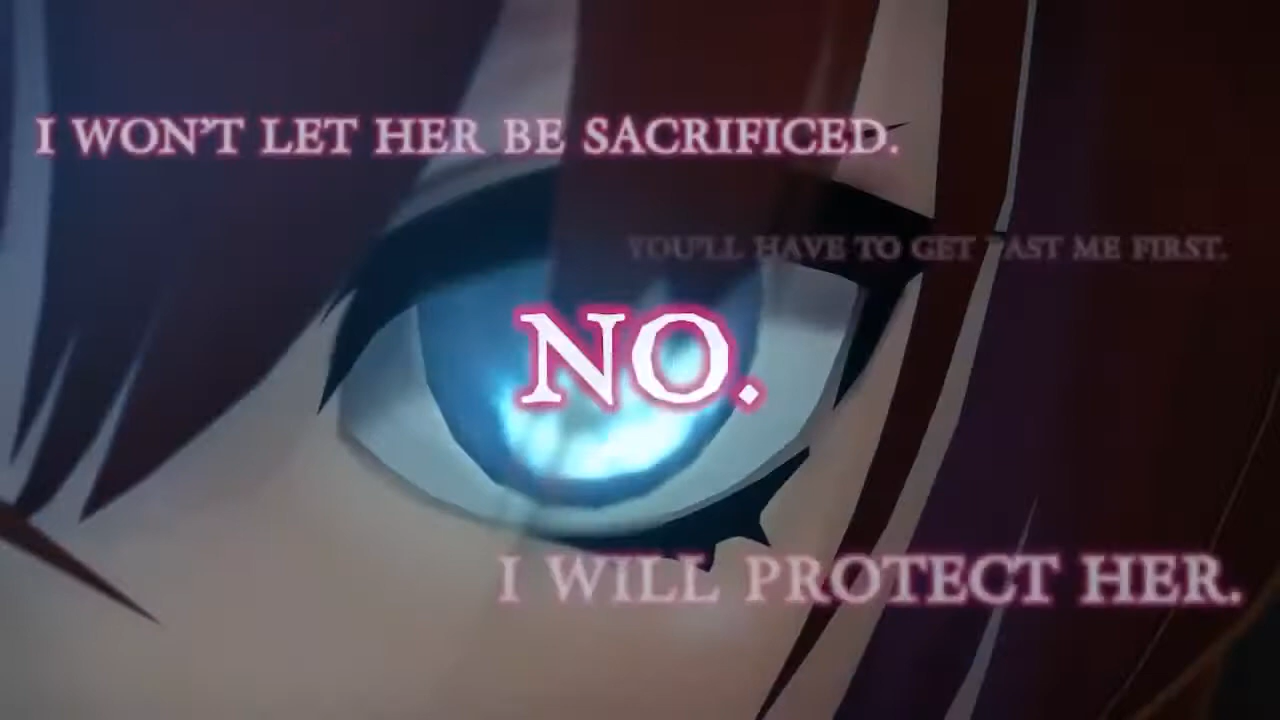 I WON'T LET HER BE SACRIFICED.
YOU'LL HAVE TO GET PAST ME FIRST.
NO.
I WILL PROTECT HER.